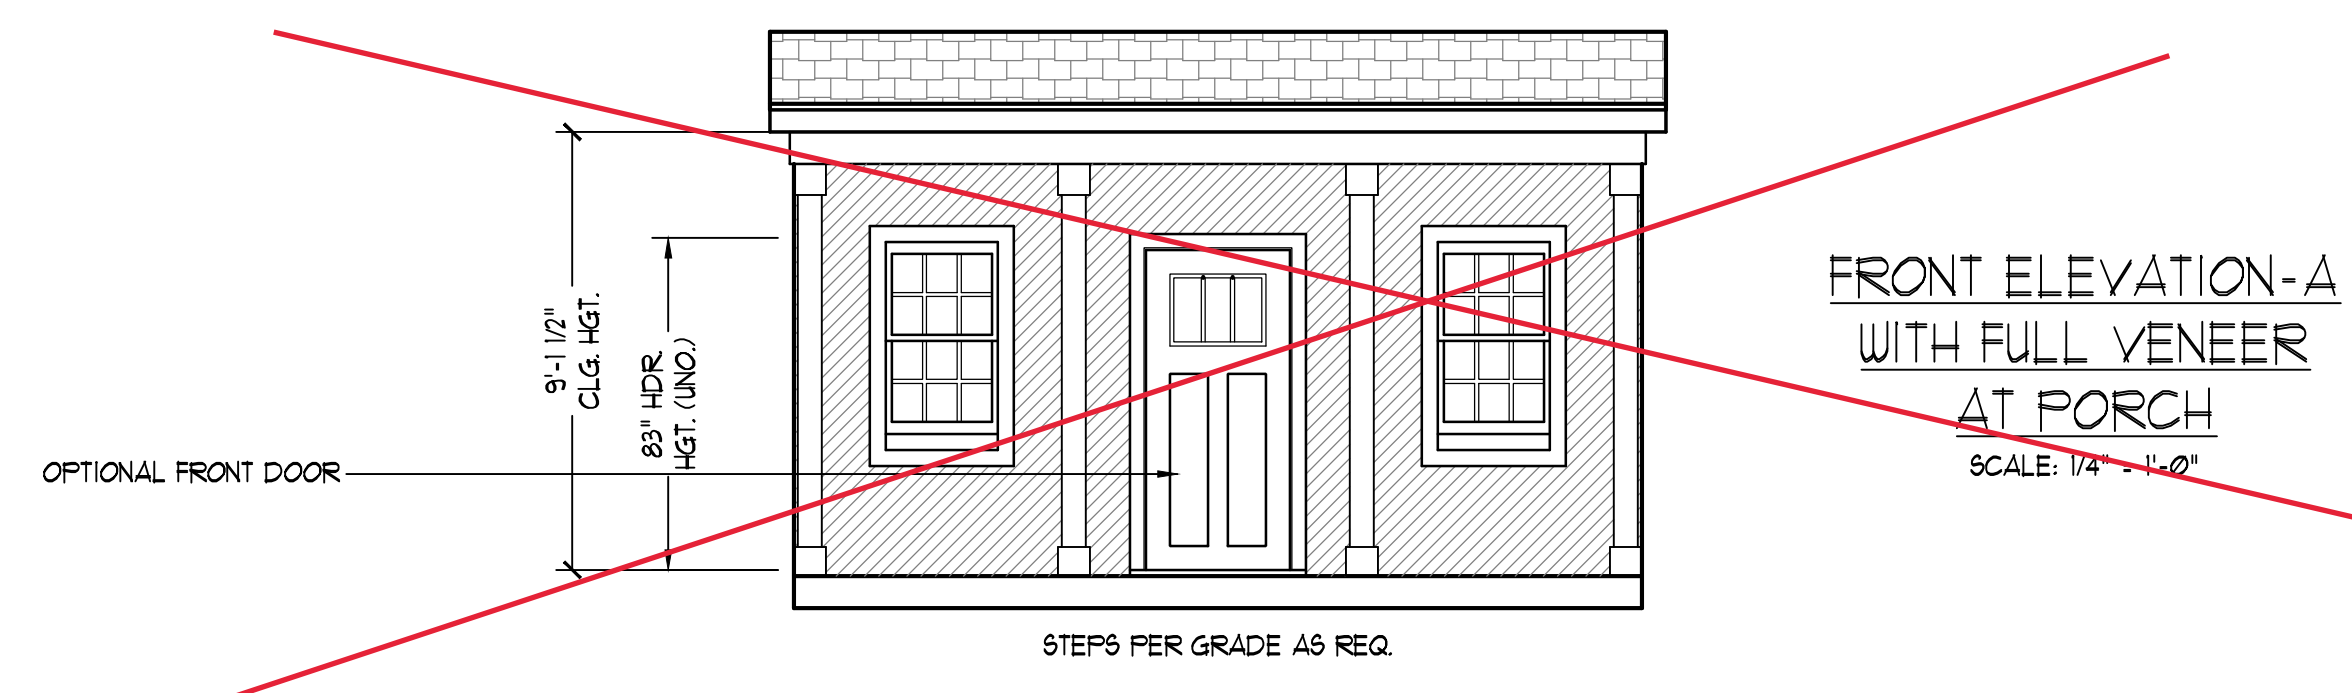 9'-1 1/2"
CLG. HGT.
83" HDR.
HGT. (UNO.)
OPTIONAL FRONT DOOR
STEPS PER GRADE AS REQ.
FRONT ELEVATION-A
WITH FULL VENEER
AT PORCH
SCALE: 1/4" = 1'-0"